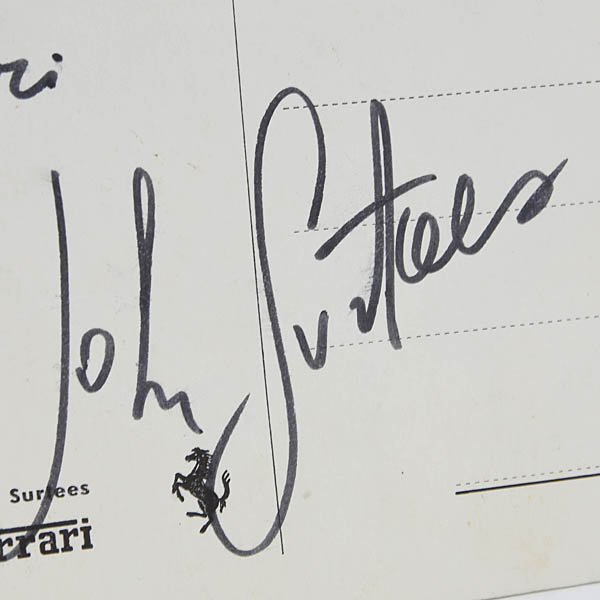 ri
John Surtees
Surtees
rrari